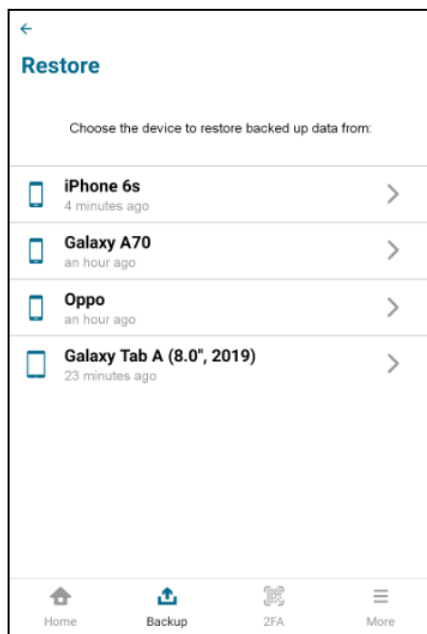 Restore
Choose the device to restore backed up data from:
iPhone 6s
4 minutes ago
Galaxy A70
an hour ago
Oppo
an hour ago
Galaxy Tab A (8.0", 2019)
23 minutes ago
Home Backup 2FA More